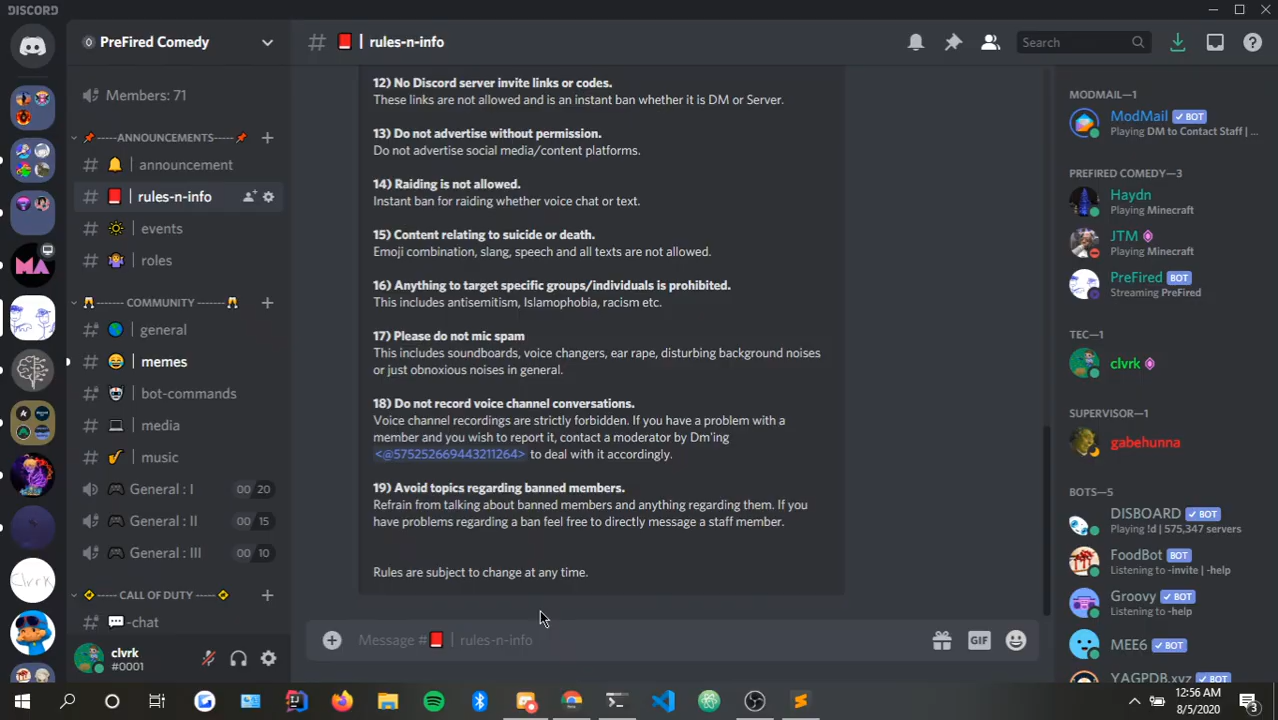 DISCORD
PreFired Comedy
# | rules-n-info
Search
Members: 71
-----ANNOUNCEMENTS-----
# | announcement
# | rules-n-info
# | events
# | roles
------- COMMUNITY -------
# | general
# | memes
# | bot-commands
# | media
# | music
General : I 00 20
General : II 00 15
General : III 00 10
----- CALL OF DUTY -----
# -chat
clvrk
#0001
12) No Discord server invite links or codes.
These links are not allowed and is an instant ban whether it is DM or Server.
13) Do not advertise without permission.
Do not advertise social media/content platforms.
14) Raiding is not allowed.
Instant ban for raiding whether voice chat or text.
15) Content relating to suicide or death.
Emoji combination, slang, speech and all texts are not allowed.
16) Anything to target specific groups/individuals is prohibited.
This includes antisemitism, Islamophobia, racism etc.
17) Please do not mic spam
This includes soundboards, voice changers, ear rape, disturbing background noises
or just obnoxious noises in general.
18) Do not record voice channel conversations.
Voice channel recordings are strictly forbidden. If you have a problem with a
member and you wish to report it, contact a moderator by Dm'ing
<@575252669443211264> to deal with it accordingly.
19) Avoid topics regarding banned members.
Refrain from talking about banned members and anything regarding them. If you
have problems regarding a ban feel free to directly message a staff member.
Rules are subject to change at any time.
Message # | rules-n-info
GIF
MODMAIL—1
ModMail BOT
Playing DM to Contact Staff | ...
PREFIRED COMEDY—3
Haydn
Playing Minecraft
JTM
Playing Minecraft
PreFired BOT
Streaming PreFired
TEC—1
clvrk
SUPERVISOR—1
gabehunna
BOTS—5
DISBOARD BOT
Playing !d | 575,347 servers
FoodBot BOT
Listening to -invite | -help
Groovy BOT
Listening to -help
MEE6 BOT
YAGPDB.xyz BOT
MA
Clvrk
12:56 AM
8/5/2020
3